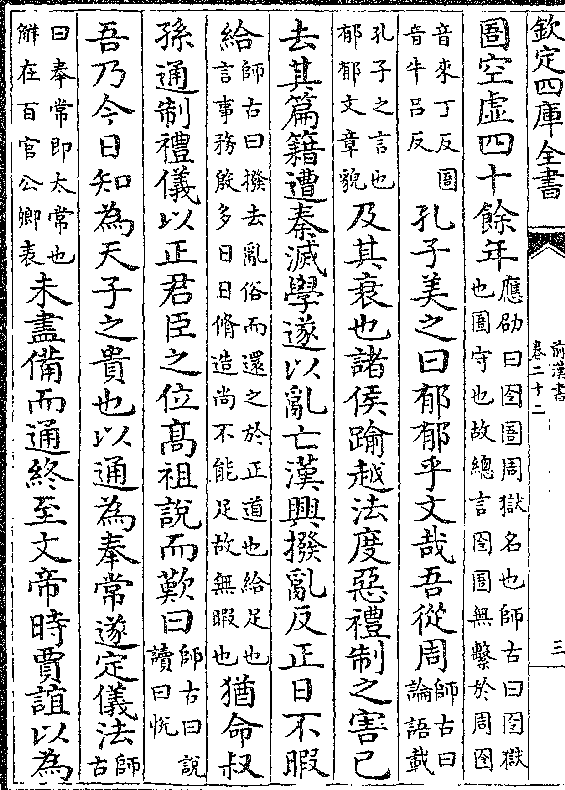 欽定四庫全書
前漢書
卷二十二
三
圄空虛四十餘年
應劭曰囹圄周獄名也師古曰囹獄
也圄守也故總言囹圄無繫於周囹
音來丁反圄
音牛呂反
孔子美之曰郁郁乎文哉吾從周
師古曰
論語載
孔子之言也
郁郁文章貌
及其衰也諸侯踰越法度惡禮制之害己
去其篇籍遭秦滅學遂以亂亡漢興撥亂反正日不暇
給
師古曰撥去亂俗而還之於正道也給足也
言事務殷多日日脩造尚不能足故無暇也
猶命叔
孫通制禮儀以正君臣之位髙祖說而歎曰
師古曰說
讀曰悅
吾乃今日知為天子之貴也以通為奉常遂定儀法
師
古
曰奉常即太常也
解在百官公卿表
未盡備而通終至文帝時賈誼以為